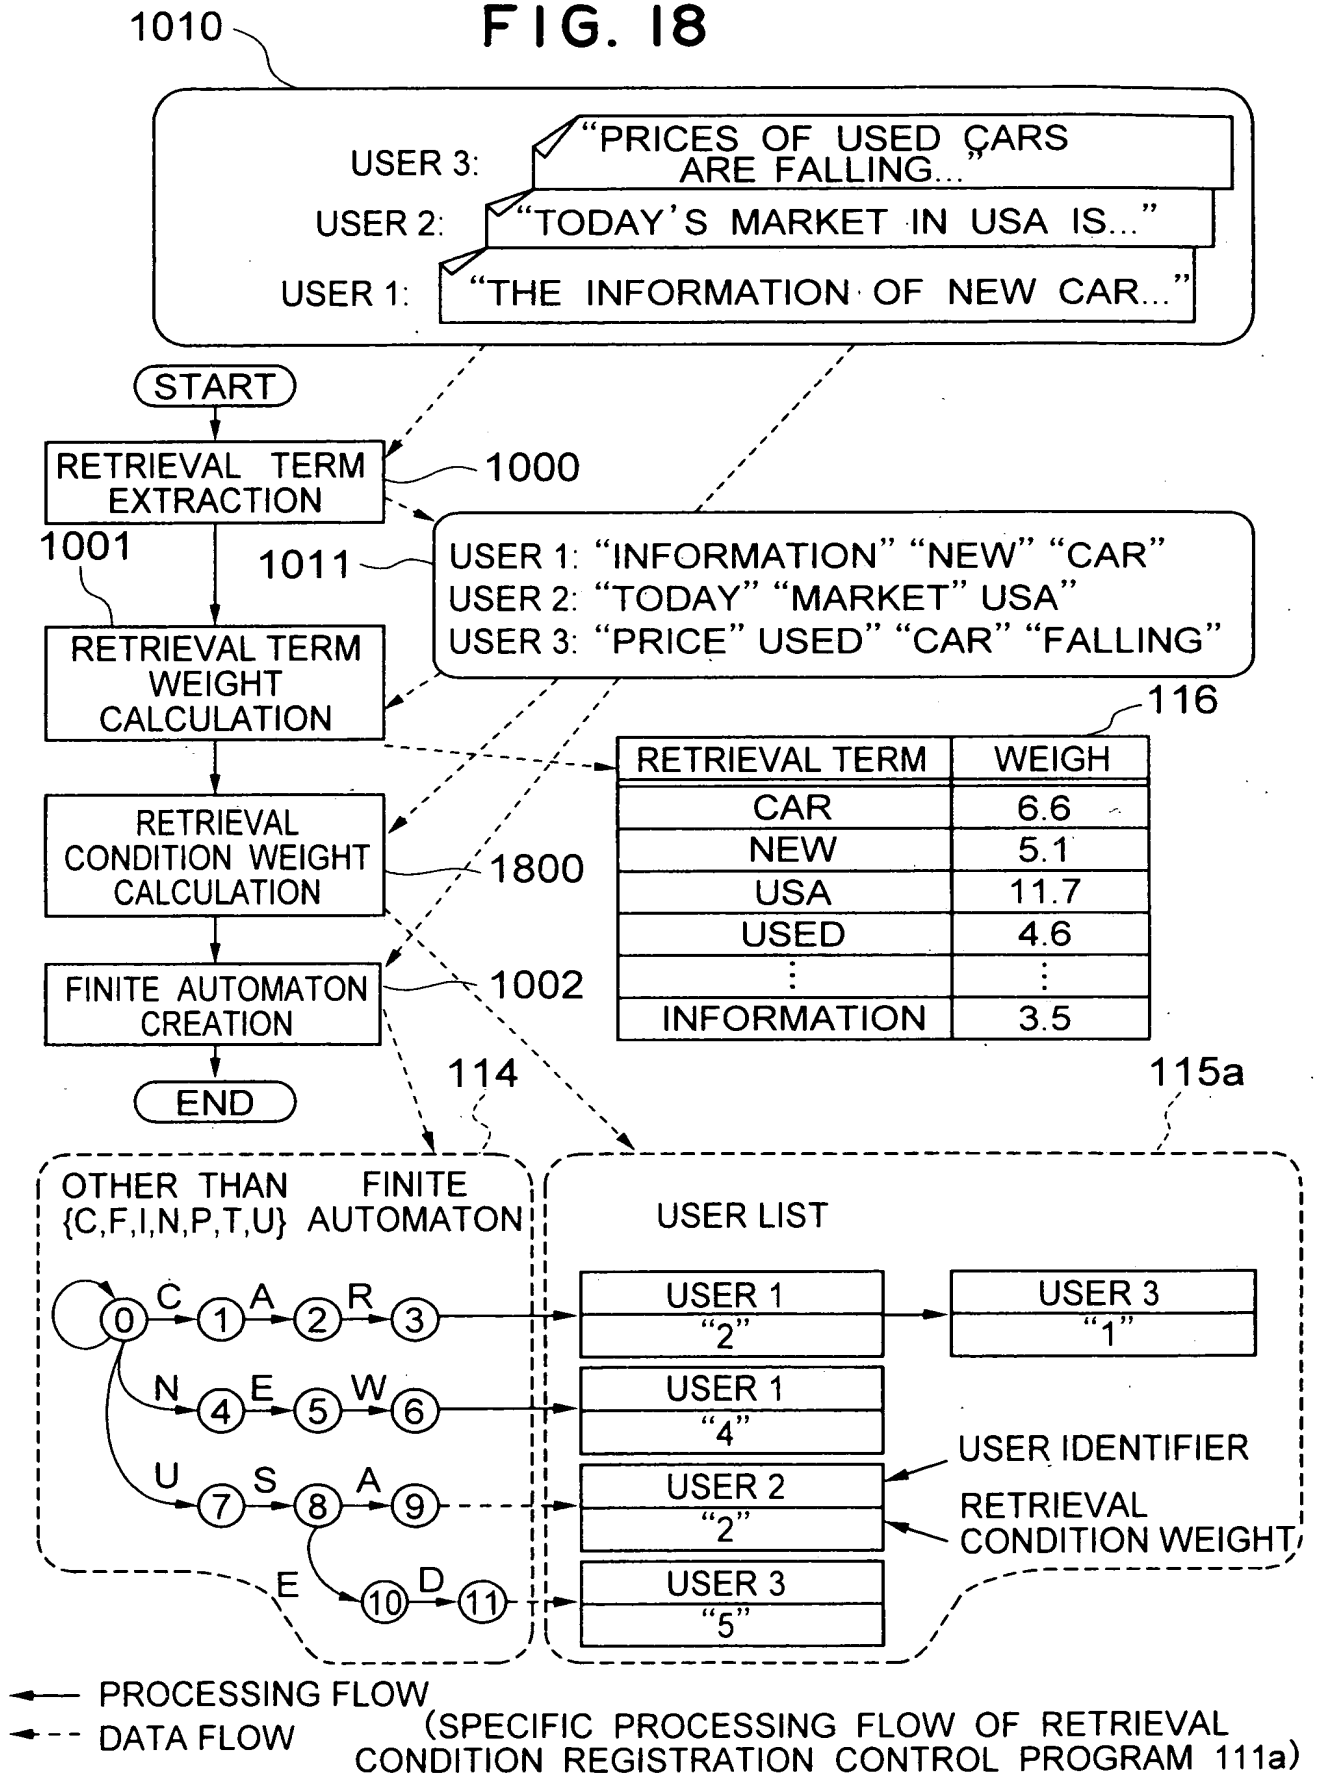 FIG. 18
1010
USER 3:
“PRICES OF USED CARS
ARE FALLING...”
USER 2:
“TODAY’S MARKET IN USA IS...”
USER 1:
“THE INFORMATION OF NEW CAR...”
START
RETRIEVAL TERM
EXTRACTION
1000
1001
1011
USER 1: “INFORMATION” “NEW” “CAR”
USER 2: “TODAY” “MARKET” USA”
USER 3: “PRICE” USED” “CAR” “FALLING”
RETRIEVAL TERM
WEIGHT
CALCULATION
116
RETRIEVAL TERM WEIGH
CAR 6.6
NEW 5.1
USA 11.7
USED 4.6
⋮ ⋮
INFORMATION 3.5
RETRIEVAL
CONDITION WEIGHT
CALCULATION
1800
FINITE AUTOMATON
CREATION
1002
END
114
115a
OTHER THAN
{C,F,I,N,P,T,U}
FINITE
AUTOMATON
USER LIST
C A R
0 1 2 3
USER 1
“2”
USER 3
“1”
N E W
4 5 6
USER 1
“4”
U S A
7 8 9
USER 2
“2”
USER IDENTIFIER
RETRIEVAL
CONDITION WEIGHT
E D
10 11
USER 3
“5”
PROCESSING FLOW
DATA FLOW
(SPECIFIC PROCESSING FLOW OF RETRIEVAL
CONDITION REGISTRATION CONTROL PROGRAM 111a)